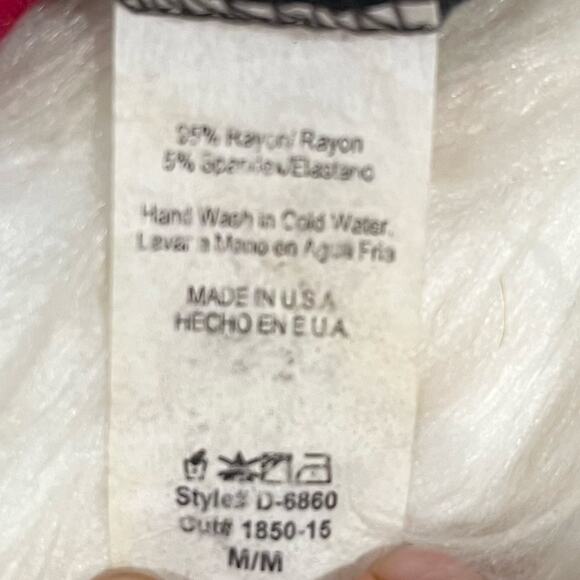 95% Rayon/ Rayon
5% Spandex/Elastano
Hand Wash in Cold Water.
Lavar a Mano en Agua Fria
MADE IN U.S.A
HECHO EN E.U.A
Style# D-6860
Cut# 1850-15
M/M